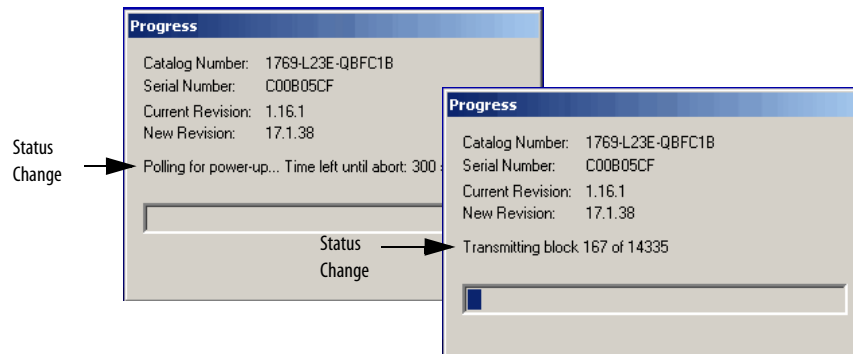 Progress
Catalog Number: 1769-L23E-QBFC1B
Serial Number: C00B05CF
Current Revision: 1.16.1
New Revision: 17.1.38
Status
Change
Polling for power-up... Time left until abort: 300
Progress
Catalog Number: 1769-L23E-QBFC1B
Serial Number: C00B05CF
Current Revision: 1.16.1
New Revision: 17.1.38
Status
Change
Transmitting block 167 of 14335